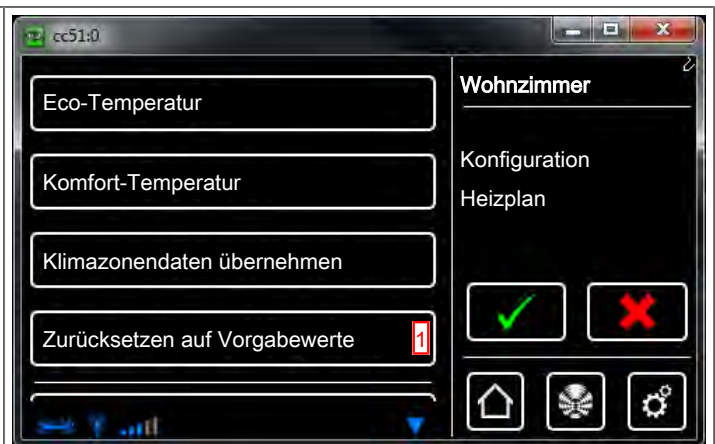 cc51:0
Eco-Temperatur
Komfort-Temperatur
Klimazonendaten übernehmen
Zurücksetzen auf Vorgabewerte 1
Wohnzimmer
Konfiguration
Heizplan